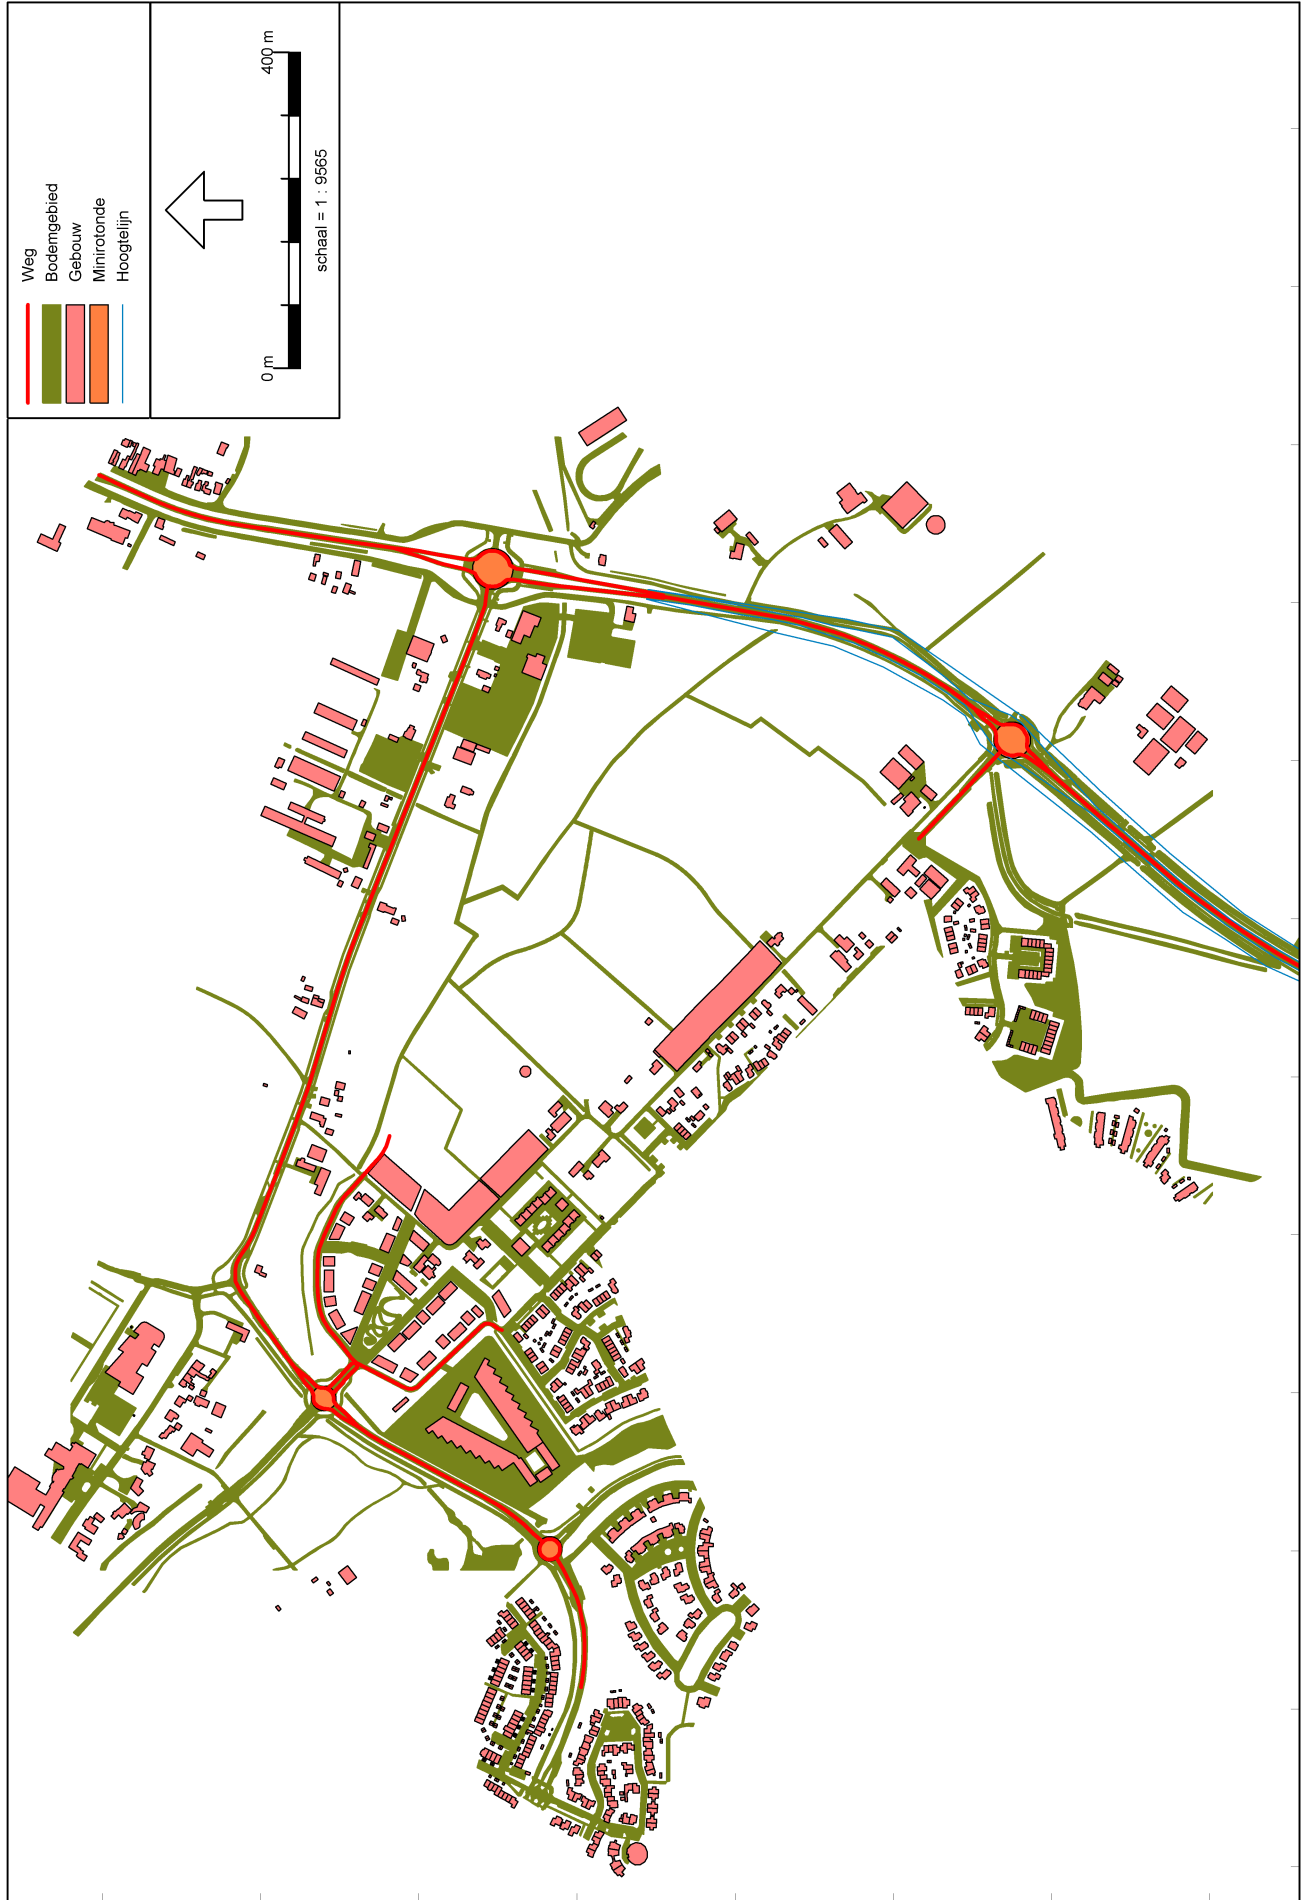 Weg
Bodemgebied
Gebouw
Minirotonde
Hoogtelijn
0 m
400 m
schaal = 1 : 9565